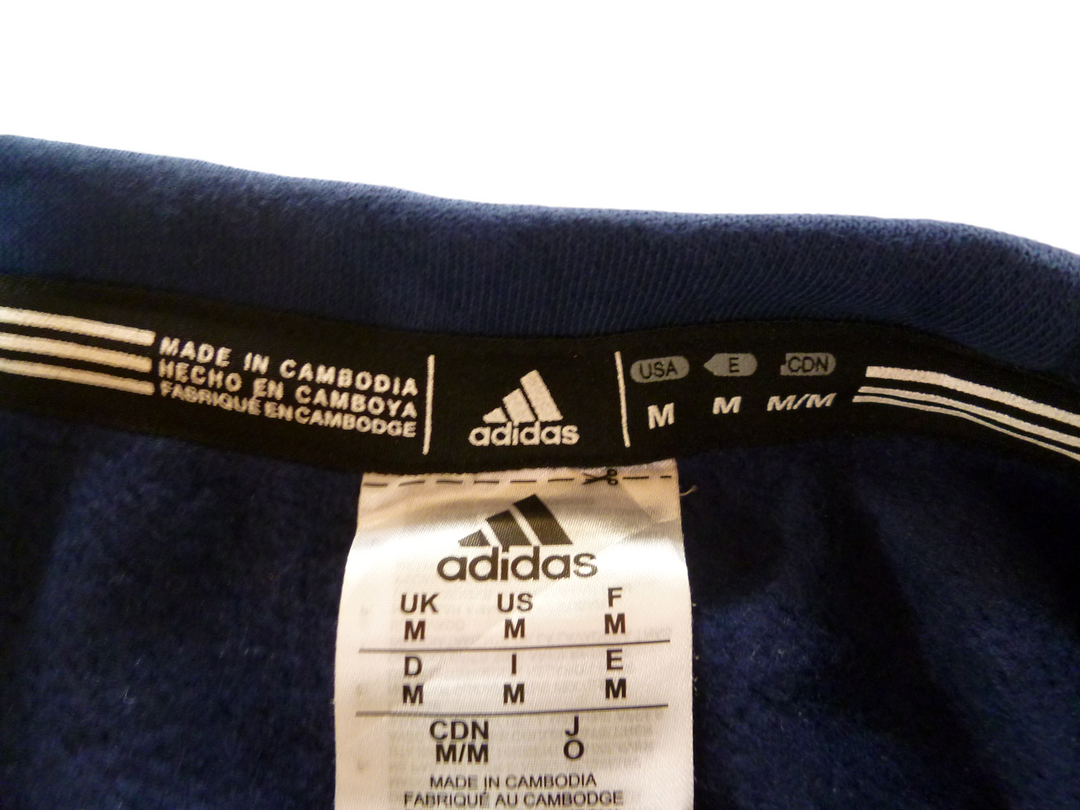 MADE IN CAMBODIA
HECHO EN CAMBOYA
FABRIQUÉ EN CAMBODGE
adidas
USA E CDN
M M M/M
adidas
UK US F
M M M
D I E
M M M
CDN J
M/M O
MADE IN CAMBODIA
FABRIQUÉ AU CAMBODGE